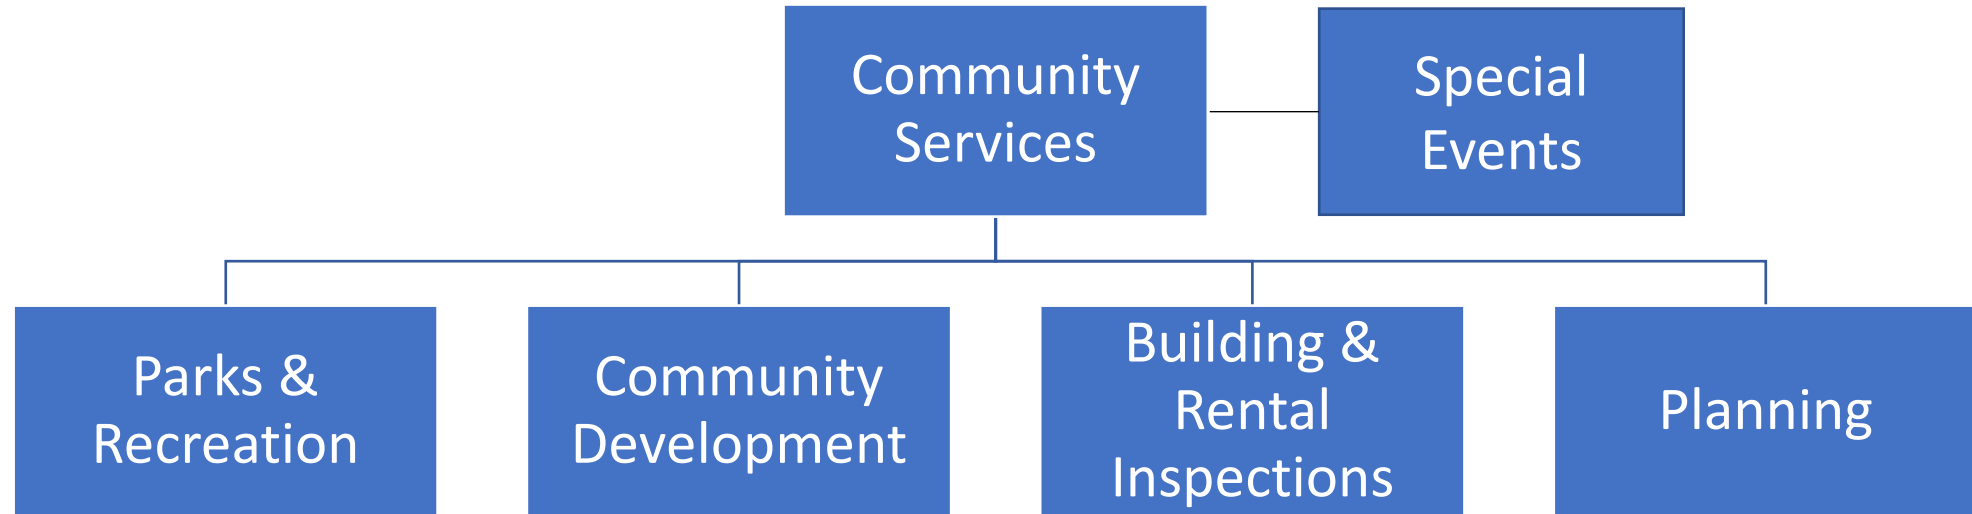 Community
Services
Special
Events
Parks &
Recreation
Community
Development
Building &
Rental
Inspections
Planning